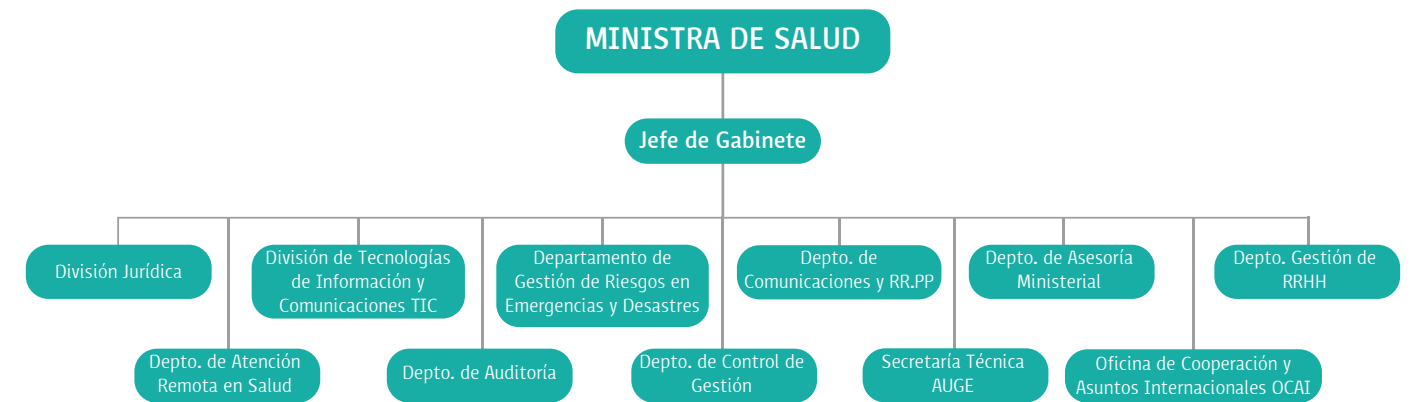 MINISTRA DE SALUD
Jefe de Gabinete
División Jurídica
División de Tecnologías
de Información y
Comunicaciones TIC
Departamento de
Gestión de Riesgos en
Emergencias y Desastres
Depto. de
Comunicaciones y RR.PP
Depto. de Asesoría
Ministerial
Depto. Gestión de
RRHH
Depto. de Atención
Remota en Salud
Depto. de Auditoría
Depto. de Control de
Gestión
Secretaría Técnica
AUGE
Oficina de Cooperación y
Asuntos Internacionales OCAI